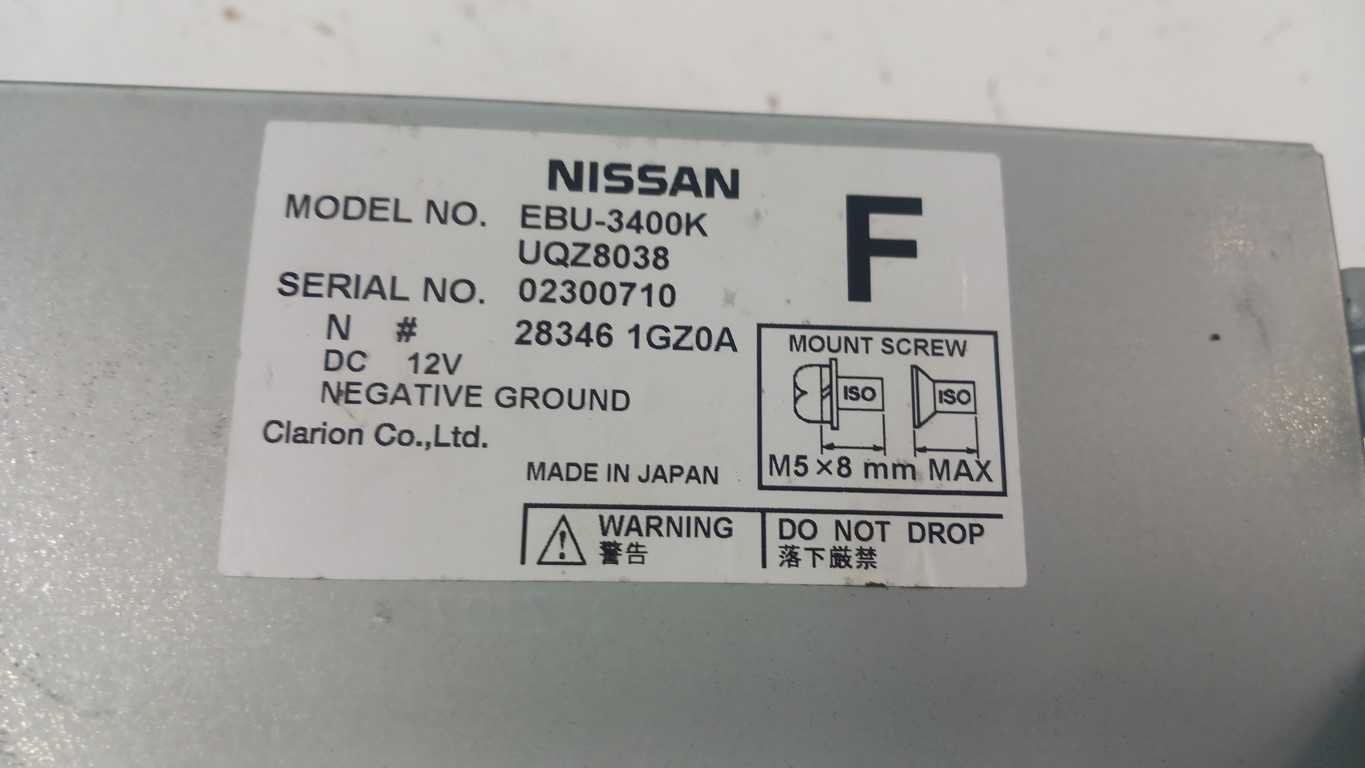 NISSAN
F
MODEL NO. EBU-3400K
UQZ8038
SERIAL NO. 02300710
N # 28346 1GZ0A
DC 12V
NEGATIVE GROUND
Clarion Co.,Ltd.
MADE IN JAPAN
MOUNT SCREW
ISO ISO
M5×8 mm MAX
WARNING
警告
DO NOT DROP
落下厳禁